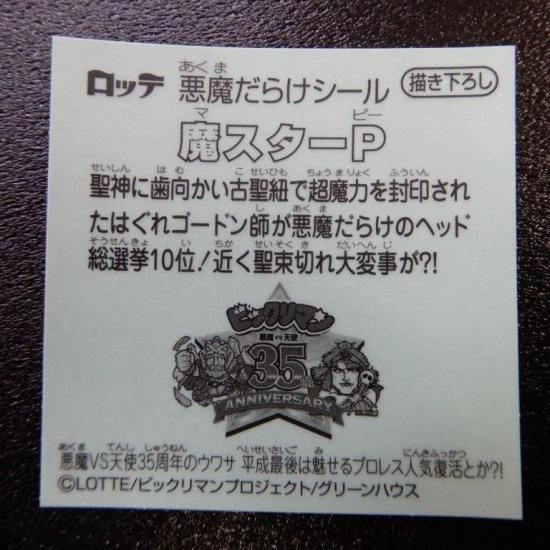 ロッテ 悪魔だらけシール 描き下ろし
あくま
魔スターP
マ ピー
せいしん はむ こせいひも ちょうまりょく ふういん
聖神に歯向かい古聖紐で超魔力を封印され
し あくま
たはぐれゴードン師が悪魔だらけのヘッド
そうせんきょ い ちか せいそくき だいへんじ
総選挙10位!近く聖束切れ大変事が?!
ビックリマン
悪魔VS天使
35th
ANNIVERSARY
あくま てんし しゅうねん へいせいさいご み にんきふっかつ
悪魔VS天使35周年のウワサ 平成最後は魅せるプロレス人気復活とか?!
©LOTTE/ビックリマンプロジェクト/グリーンハウス